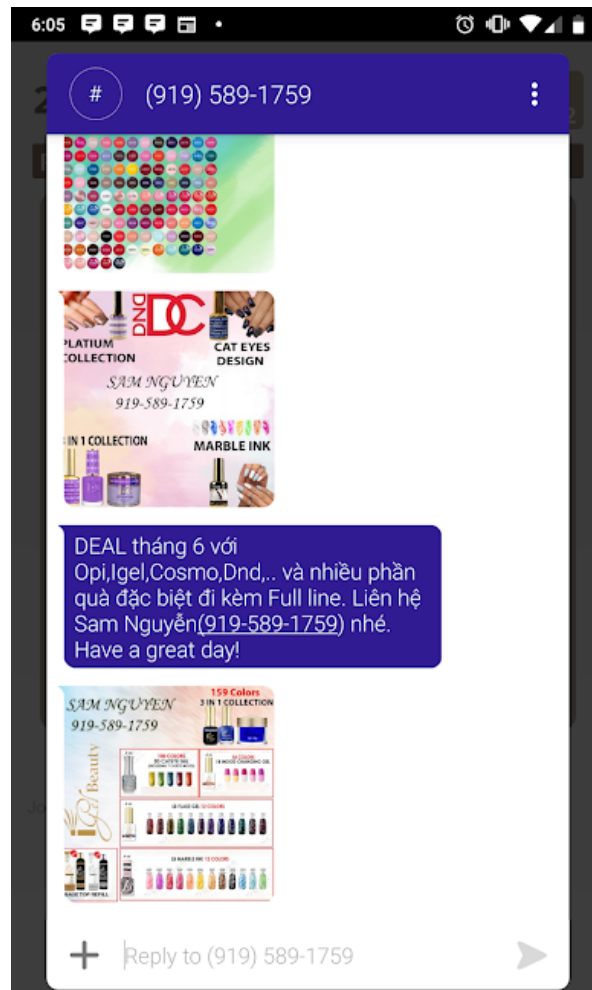 6:05
# (919) 589-1759
DND DC
PLATIUM
COLLECTION
CAT EYES
DESIGN
SAM NGUYEN
919-589-1759
IN 1 COLLECTION
MARBLE INK
DEAL tháng 6 với
Opi,Igel,Cosmo,Dnd,.. và nhiều phần
quà đặc biệt đi kèm Full line. Liên hệ
Sam Nguyễn(919-589-1759) nhé.
Have a great day!
SAM NGUYEN
919-589-1759
159 Colors
3 IN 1 COLLECTION
iGel Beauty
Reply to (919) 589-1759